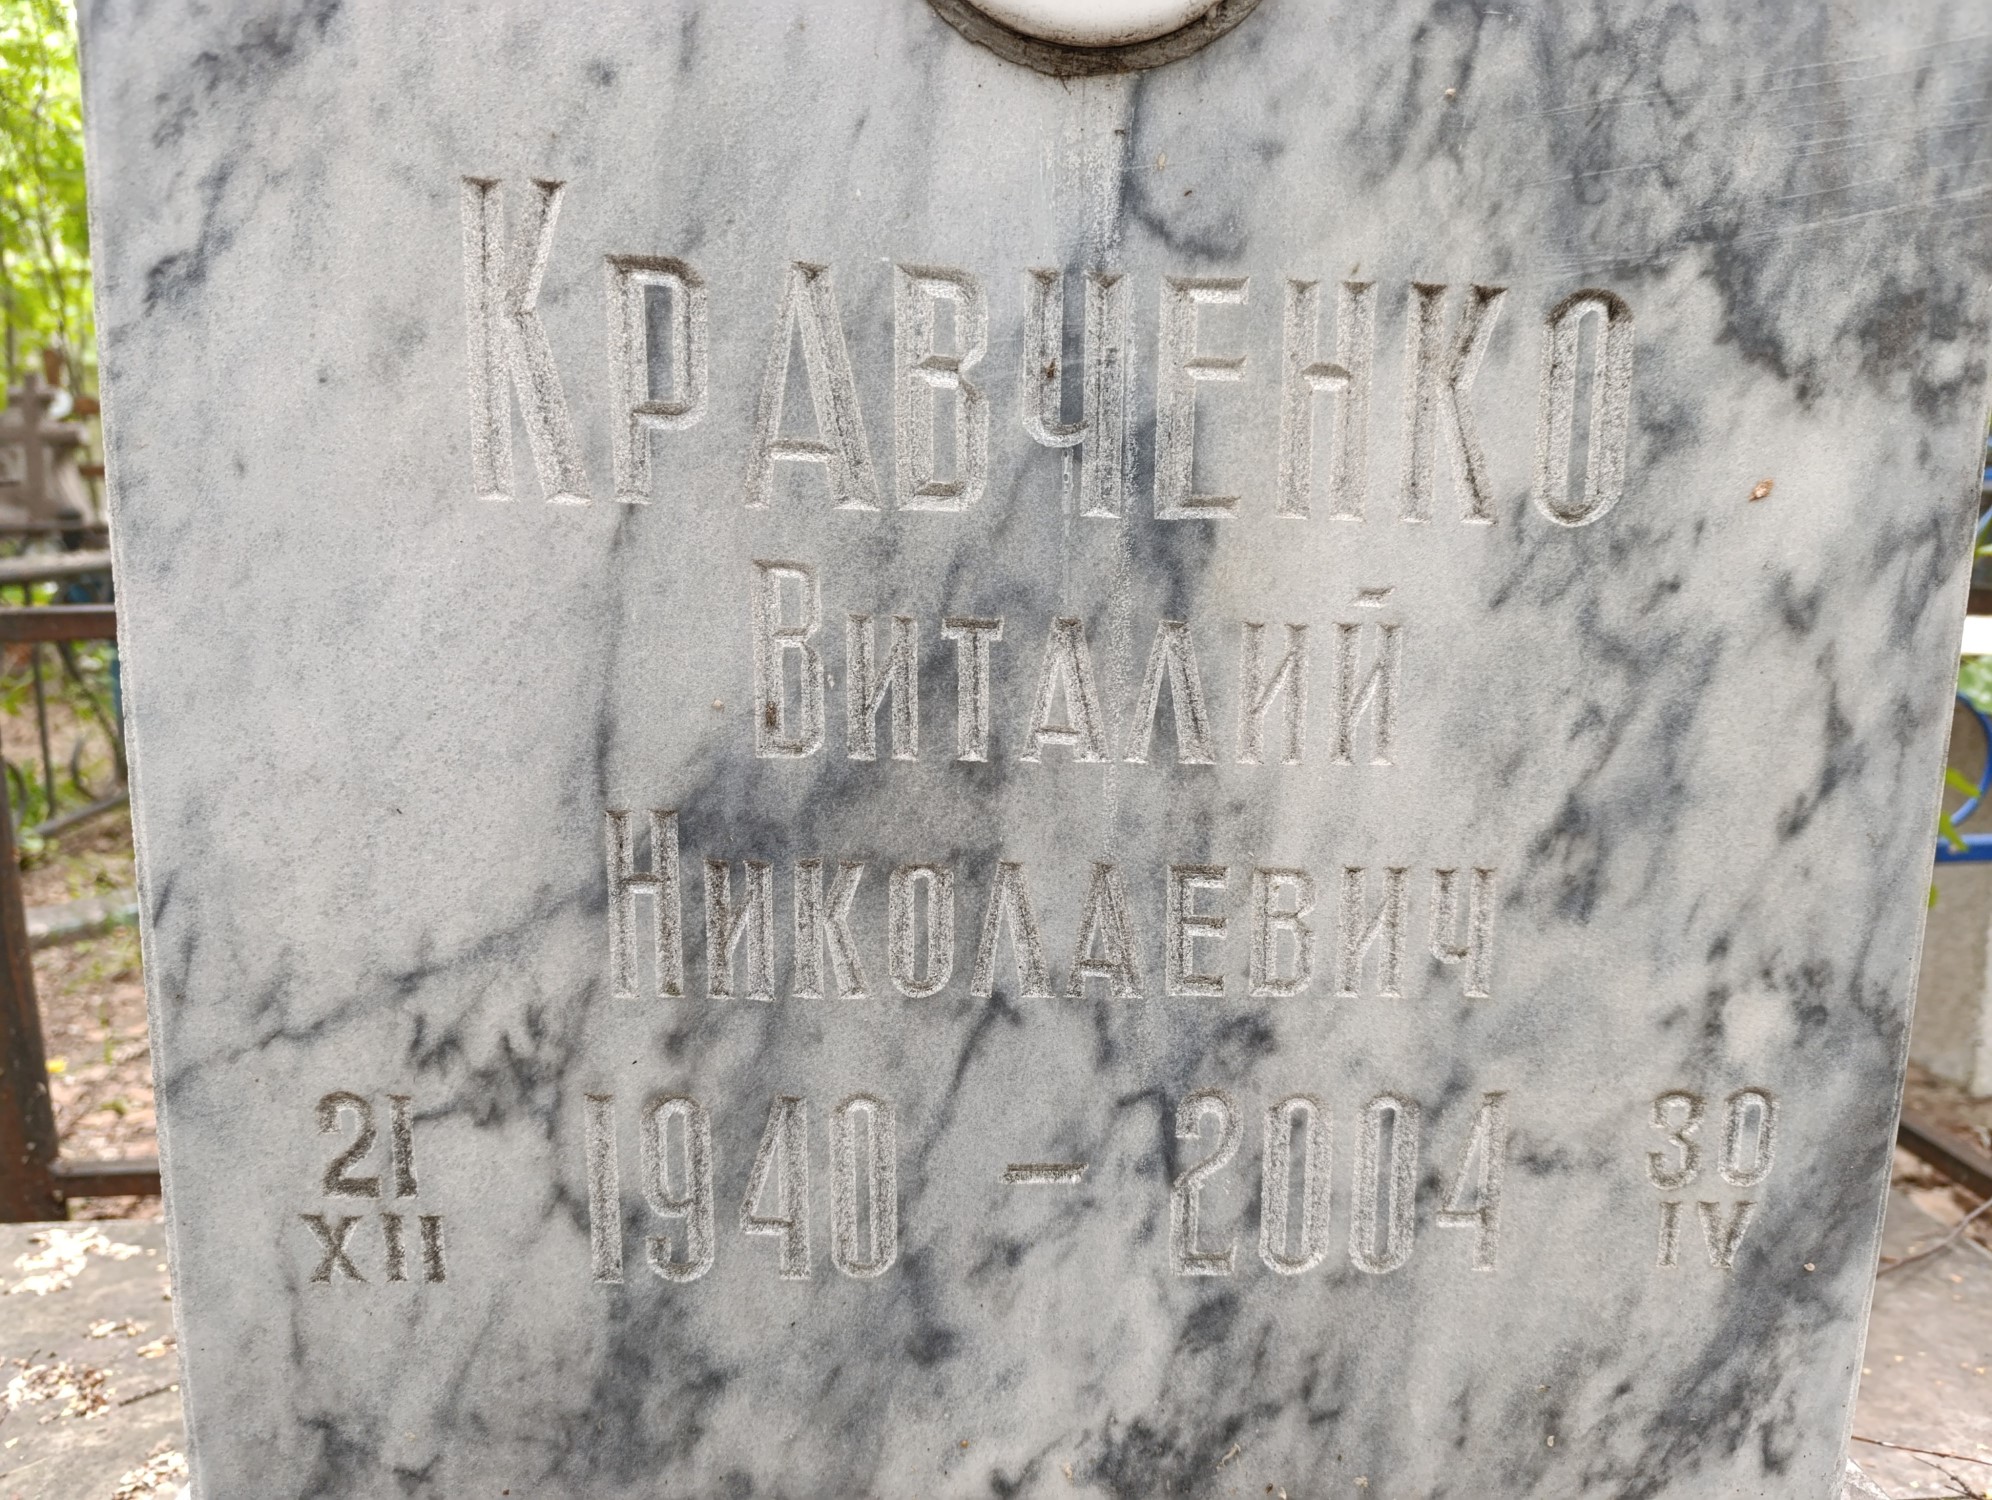 Кравченко
Виталий
Николаевич
21 XII 1940 – 2004 30 IV